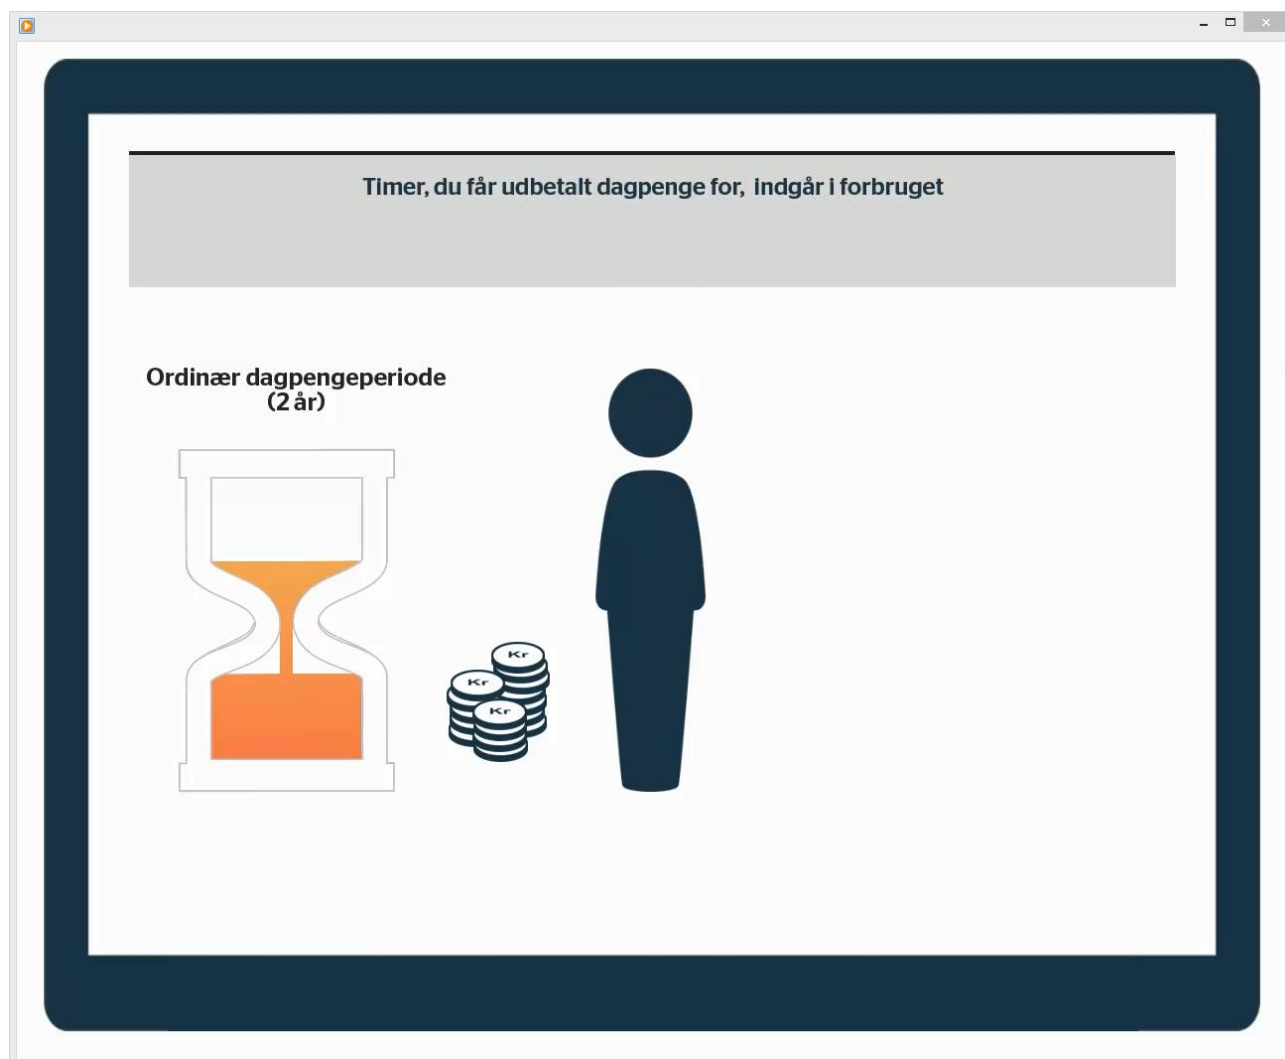 Timer, du får udbetalt dagpenge for, indgår i forbruget
Ordinær dagpengeperiode
(2 år)
Kr
Kr
Kr